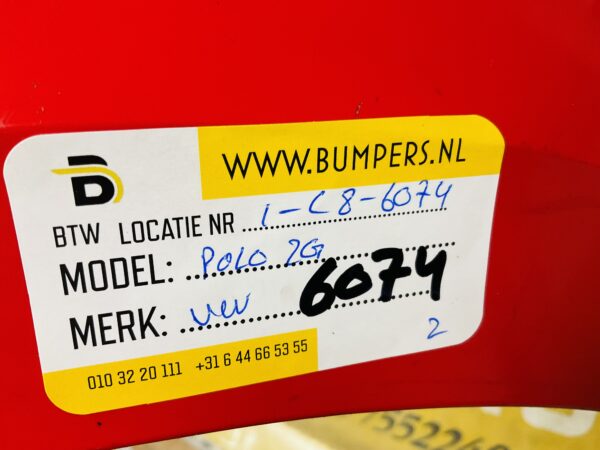 WWW.BUMPERS.NL
BTW LOCATIE NR 1-C8-6074
MODEL: POLO 2G
MERK: VW 6074
2
010 32 20 111 +31 6 44 66 53 55